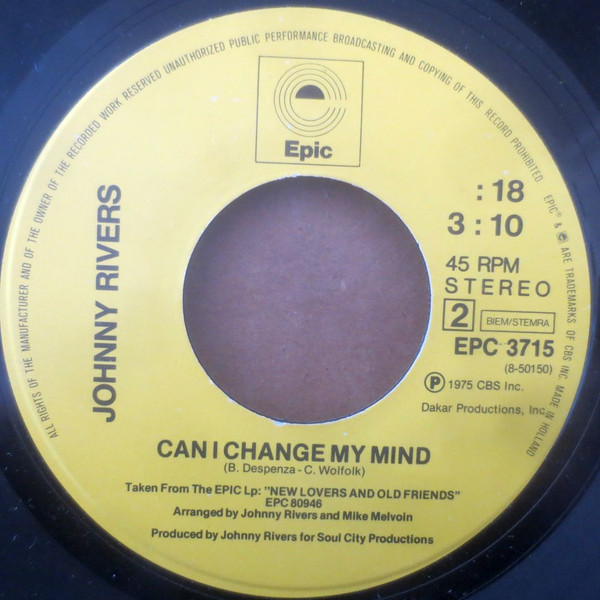 ALL RIGHTS OF THE MANUFACTURER AND OF THE OWNER OF THE RECORDED WORK RESERVED UNAUTHORIZED PUBLIC PERFORMANCE BROADCASTING AND COPYING OF THIS RECORD PROHIBITED EPIC® & ARE TRADEMARKS OF CBS INC. MADE IN HOLLAND
Epic
JOHNNY RIVERS
: 18
3 : 10
45 RPM
STEREO
2 BIEM/STEMRA
EPC 3715
(8-50150)
Ⓟ 1975 CBS Inc.
Dakar Productions, Inc.
CAN I CHANGE MY MIND
(B. Despenza - C. Wolfolk)
Taken From The EPIC Lp: "NEW LOVERS AND OLD FRIENDS"
EPC 80946
Arranged by Johnny Rivers and Mike Melvoin
Produced by Johnny Rivers for Soul City Productions